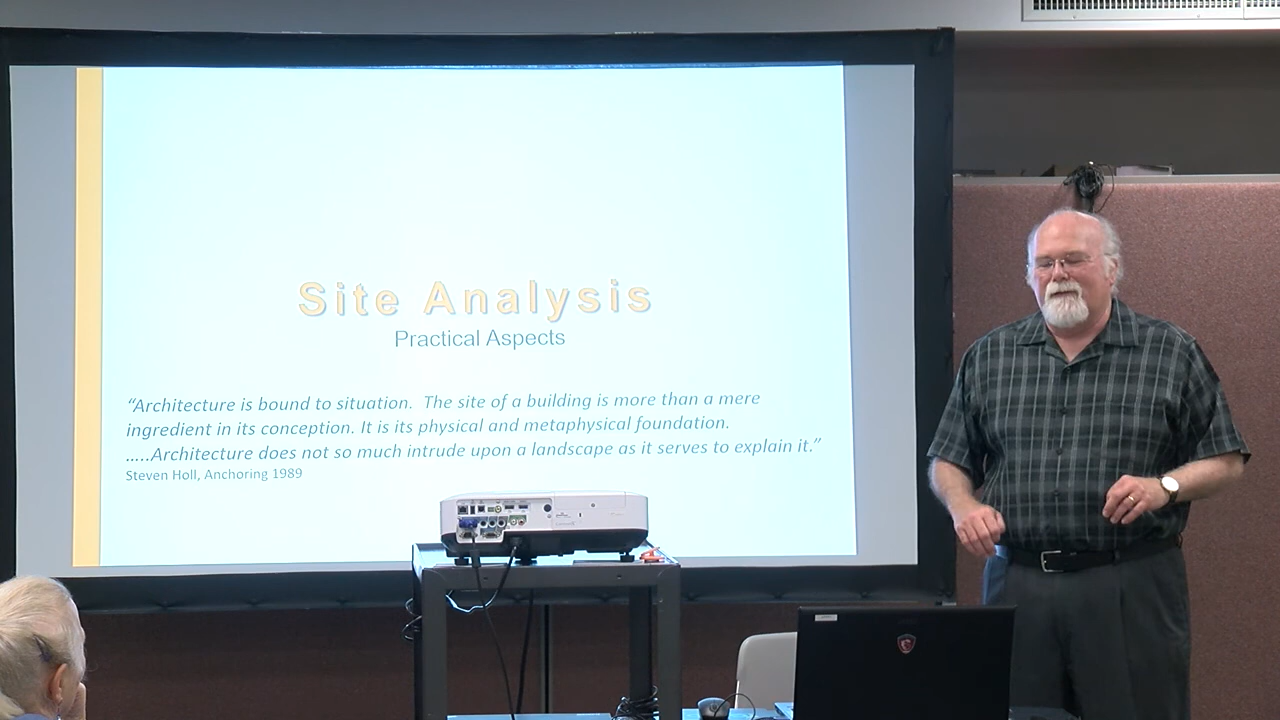 Site Analysis
Practical Aspects
“Architecture is bound to situation.  The site of a building is more than a mere
ingredient in its conception. It is its physical and metaphysical foundation.
.....Architecture does not so much intrude upon a landscape as it serves to explain it.”
Steven Holl, Anchoring 1989